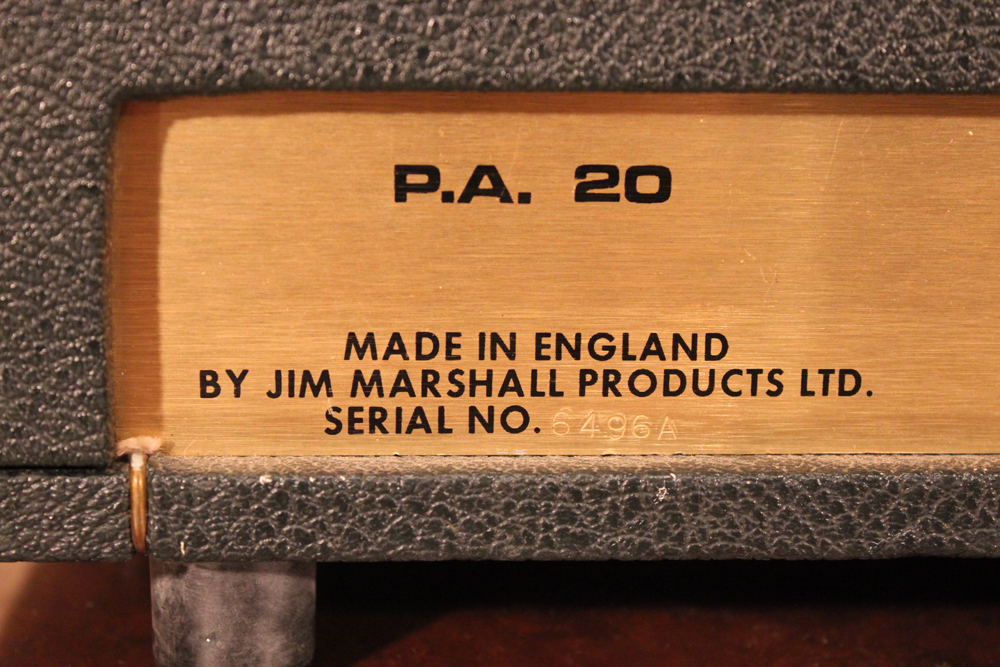 P.A. 20
MADE IN ENGLAND
BY JIM MARSHALL PRODUCTS LTD.
SERIAL NO. 6496A